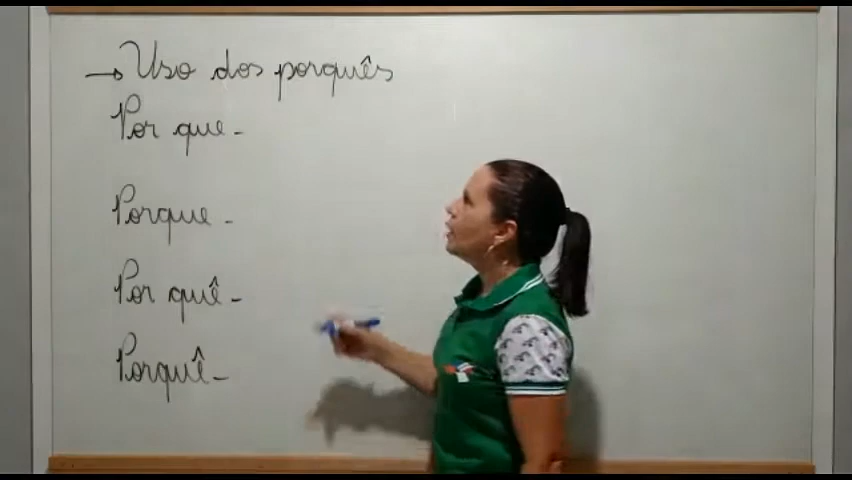 → Uso dos porquês
Por que -
Porque -
Por quê -
Porquê -